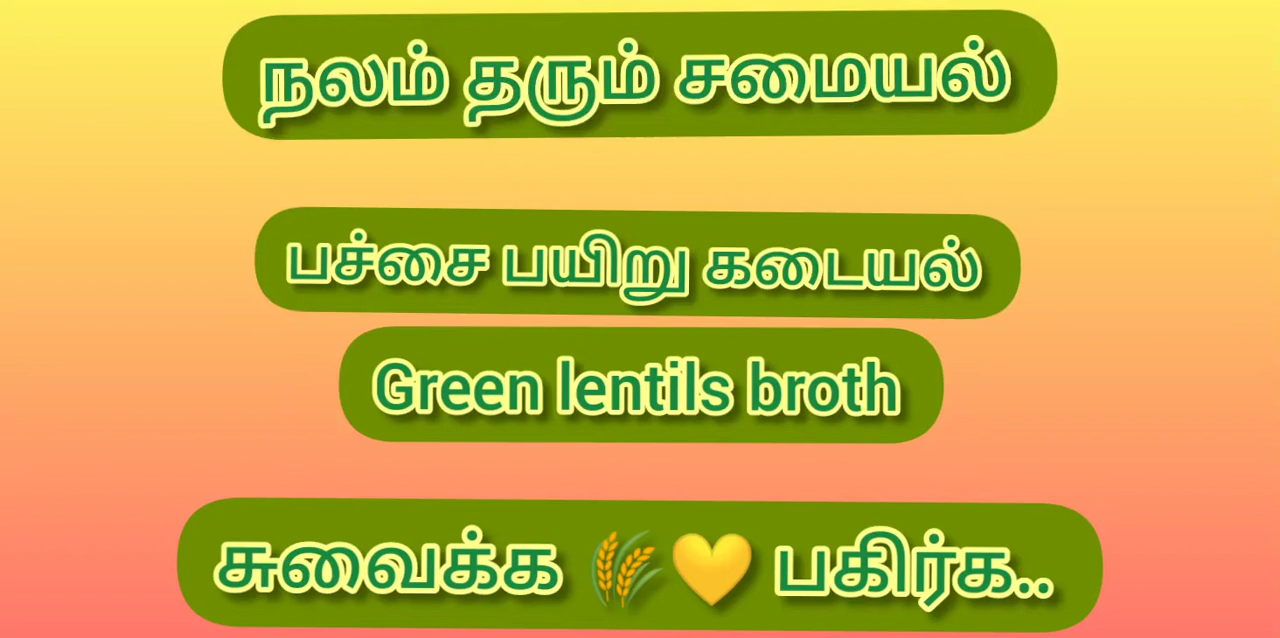 நலம் தரும் சமையல்
பச்சை பயிறு கடையல்
Green lentils broth
சுவைக்க 🌾💛 பகிர்க..